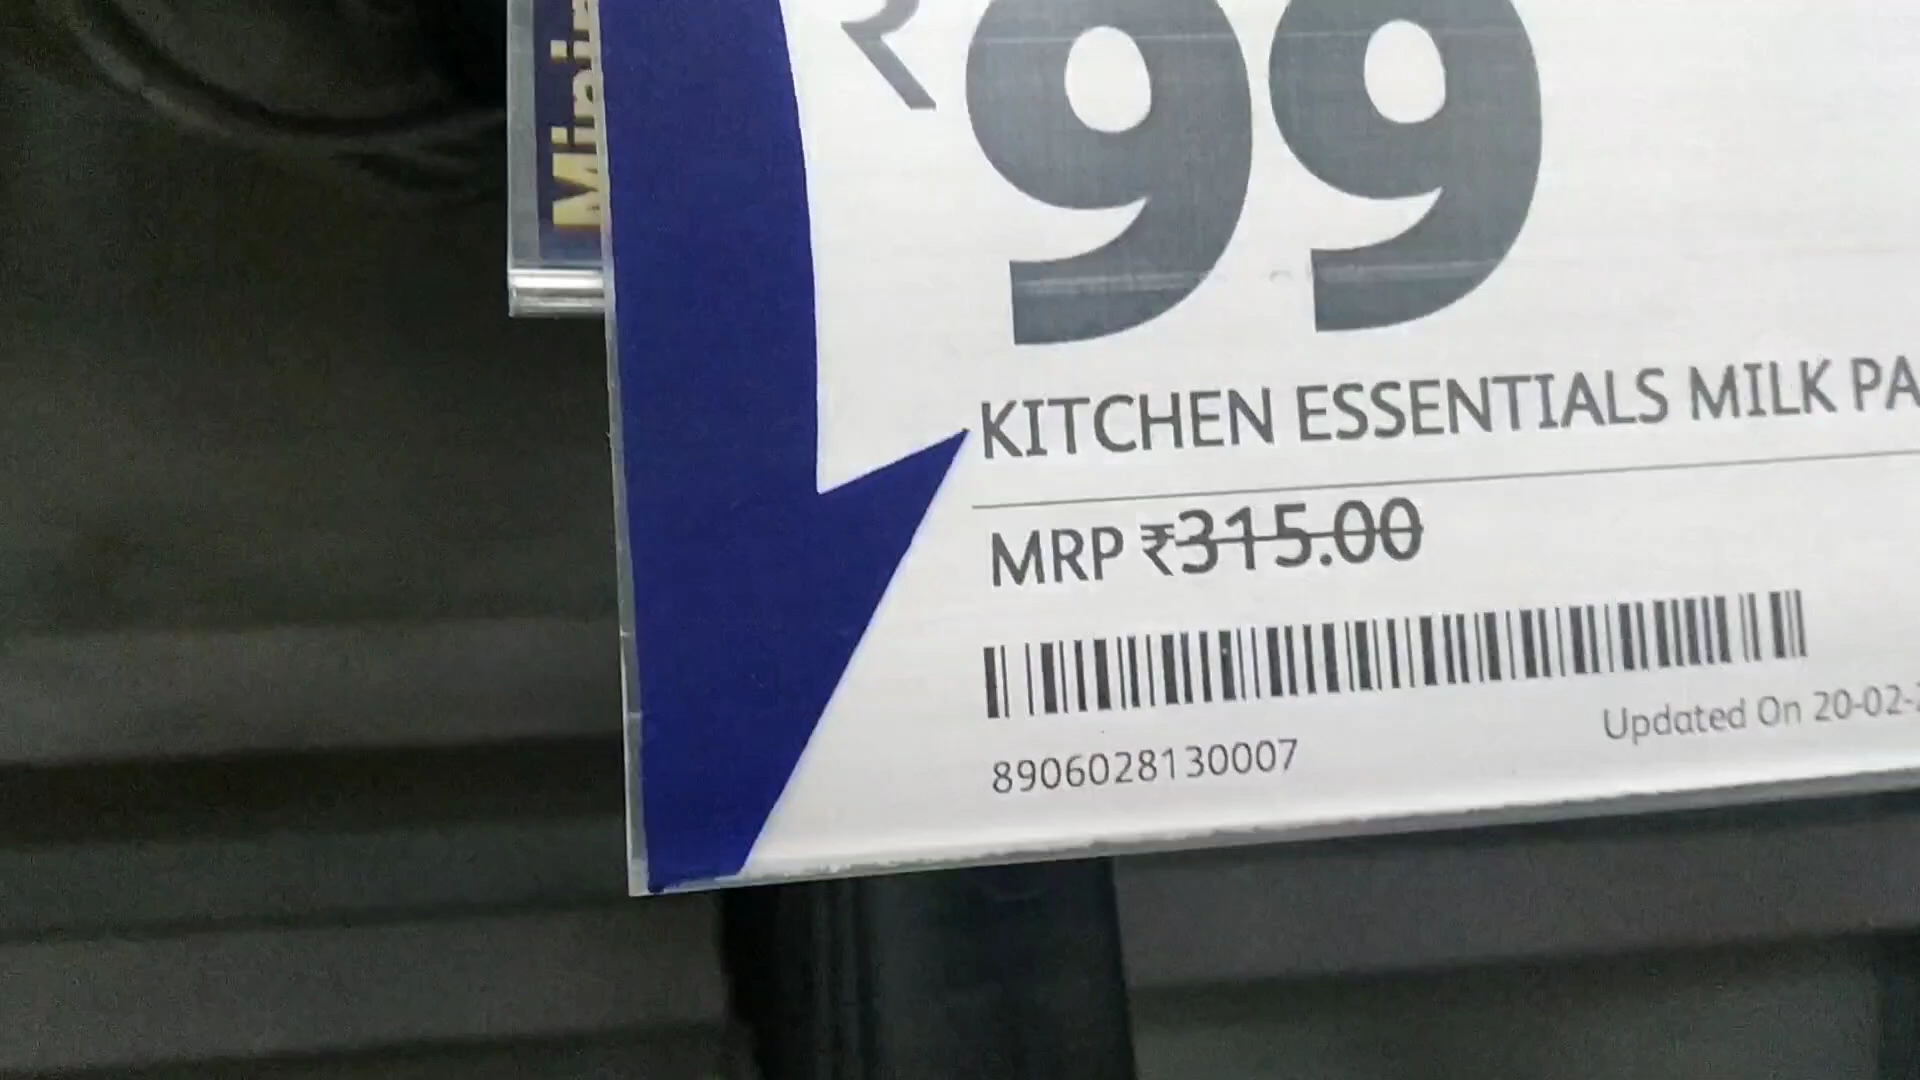 ₹99
KITCHEN ESSENTIALS MILK PA
MRP ₹315.00
8906028130007
Updated On 20-02-